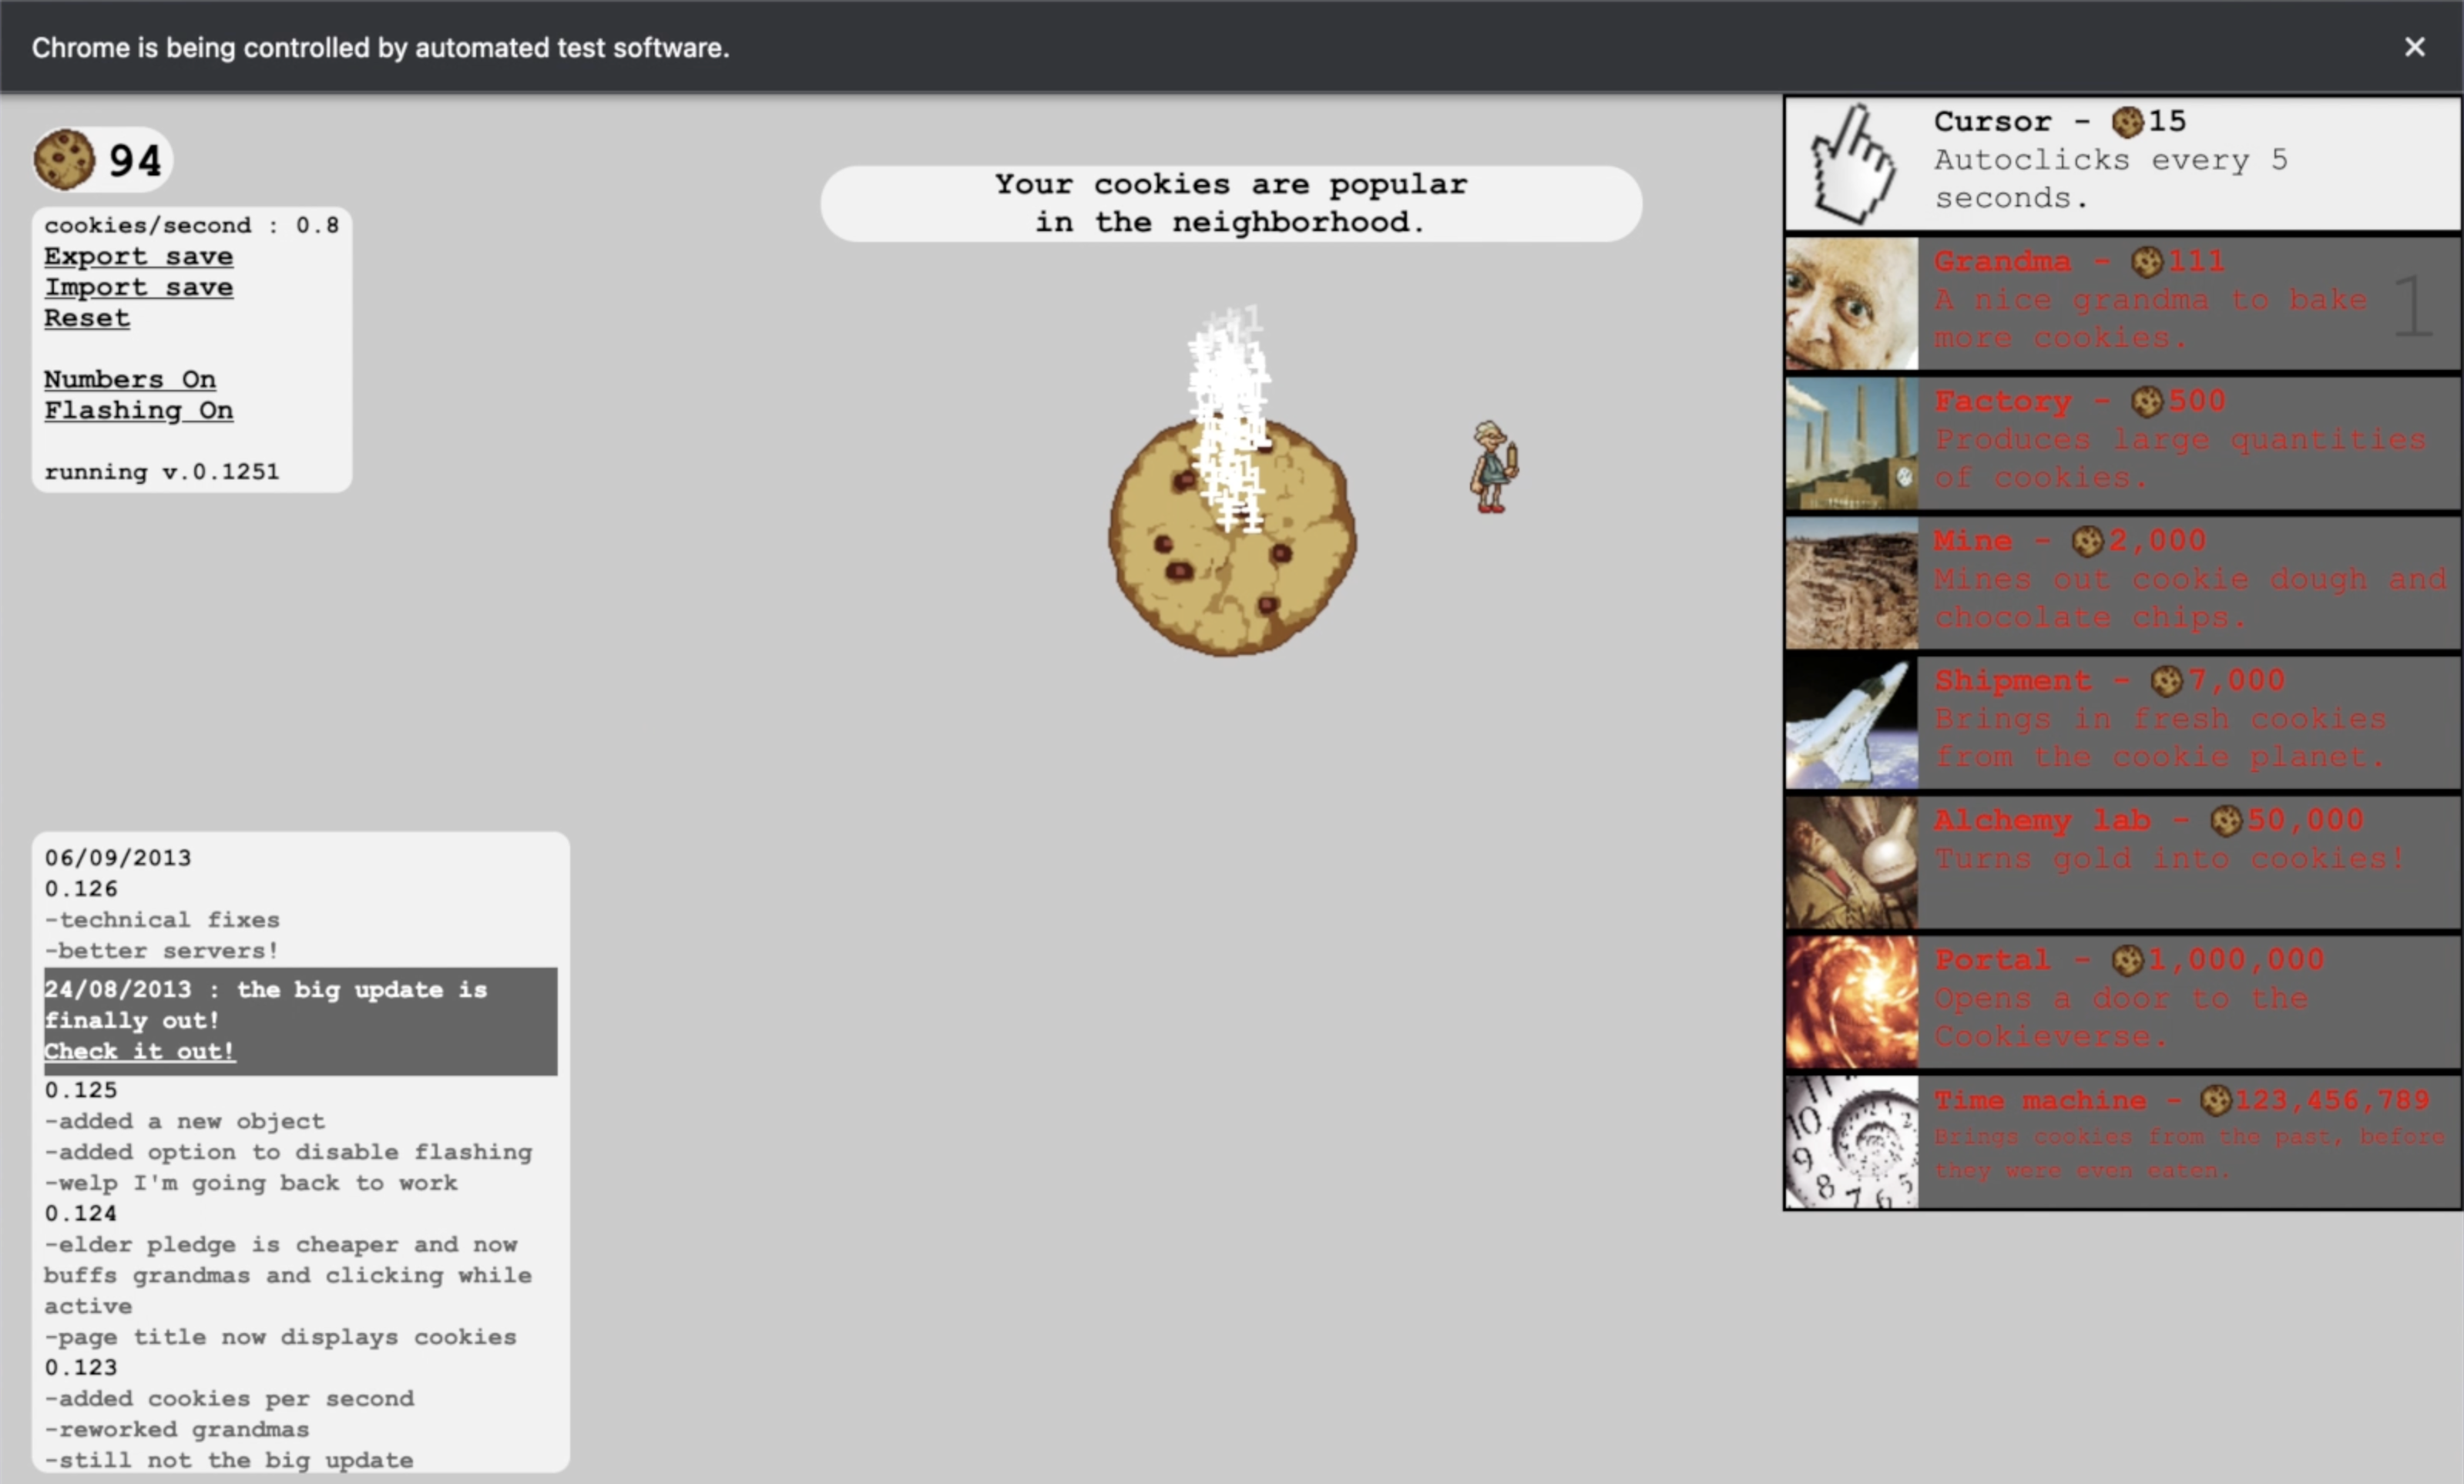 Chrome is being controlled by automated test software.
94
cookies/second : 0.8
Export save
Import save
Reset
Numbers On
Flashing On
running v.0.1251
Your cookies are popular
in the neighborhood.
+1
Cursor - 15
Autoclicks every 5
seconds.
Grandma - 111
A nice grandma to bake
more cookies.
1
Factory - 500
Produces large quantities
of cookies.
Mine - 2,000
Mines out cookie dough and
chocolate chips.
Shipment - 7,000
Brings in fresh cookies
from the cookie planet.
Alchemy lab - 50,000
Turns gold into cookies!
Portal - 1,000,000
Opens a door to the
Cookieverse.
Time machine - 123,456,789
Brings cookies from the past, before
they were even eaten.
06/09/2013
0.126
-technical fixes
-better servers!
24/08/2013 : the big update is
finally out!
Check it out!
0.125
-added a new object
-added option to disable flashing
-welp I'm going back to work
0.124
-elder pledge is cheaper and now
buffs grandmas and clicking while
active
-page title now displays cookies
0.123
-added cookies per second
-reworked grandmas
-still not the big update